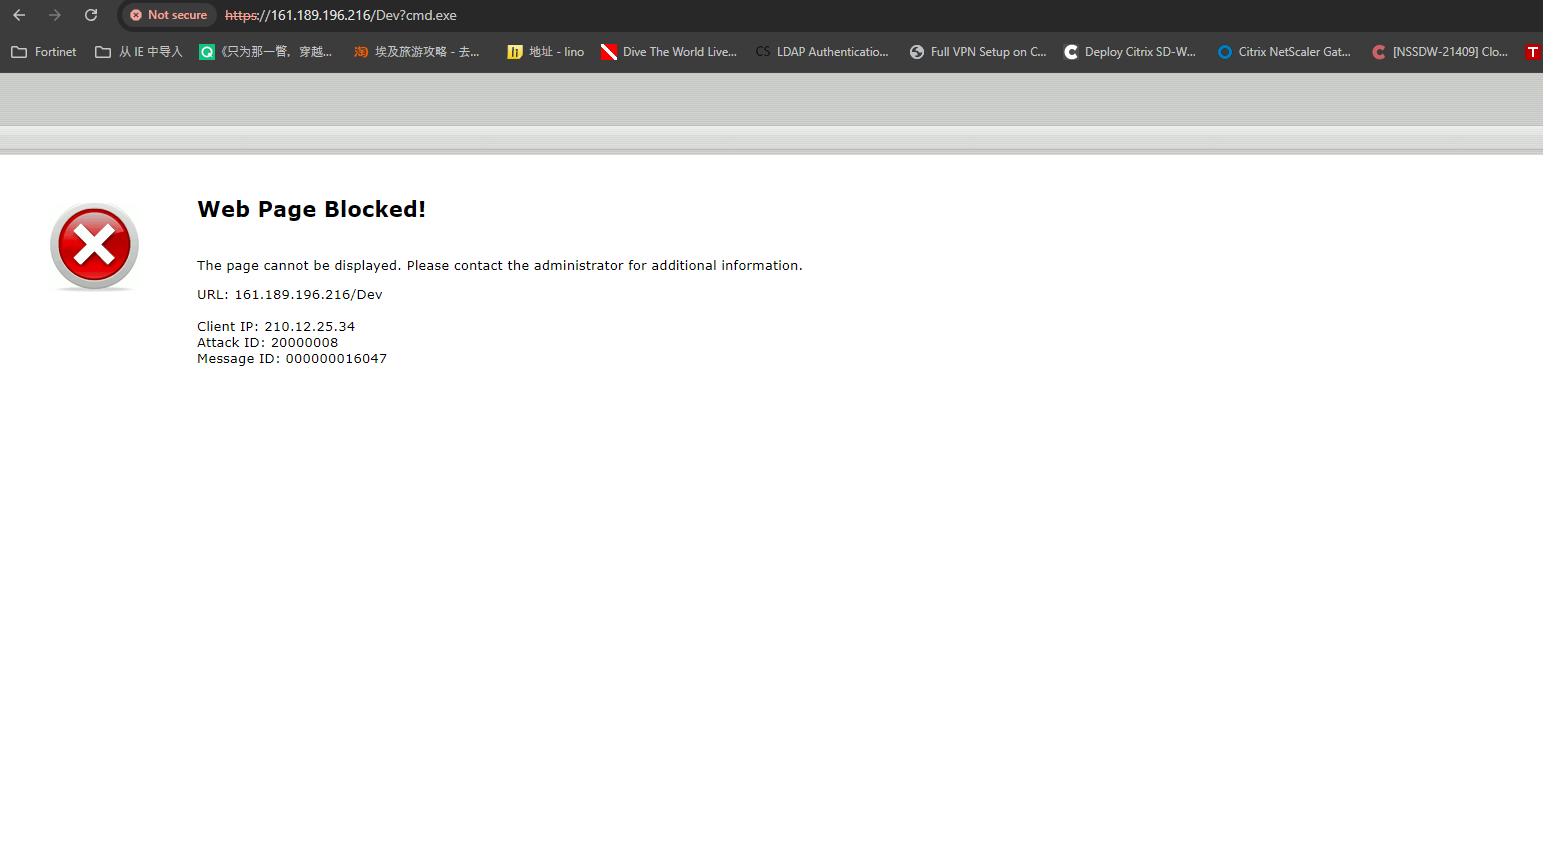 Not secure https://161.189.196.216/Dev?cmd.exe
Fortinet 从 IE 中导入 《只为那一瞥，穿越... 埃及旅游攻略 - 去... 地址 - lino Dive The World Live... CS LDAP Authenticatio... Full VPN Setup on C... Deploy Citrix SD-W... Citrix NetScaler Gat... [NSSDW-21409] Clo... T
Web Page Blocked!
The page cannot be displayed. Please contact the administrator for additional information.
URL: 161.189.196.216/Dev
Client IP: 210.12.25.34
Attack ID: 20000008
Message ID: 000000016047